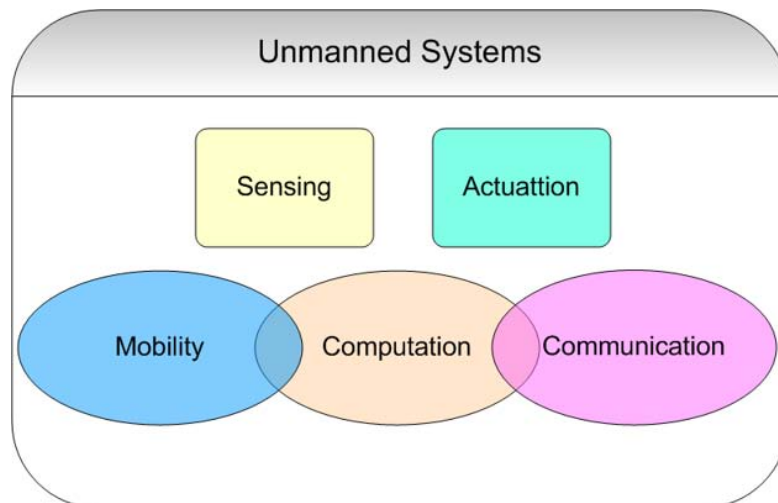 Unmanned Systems
Sensing
Actuattion
Mobility
Computation
Communication